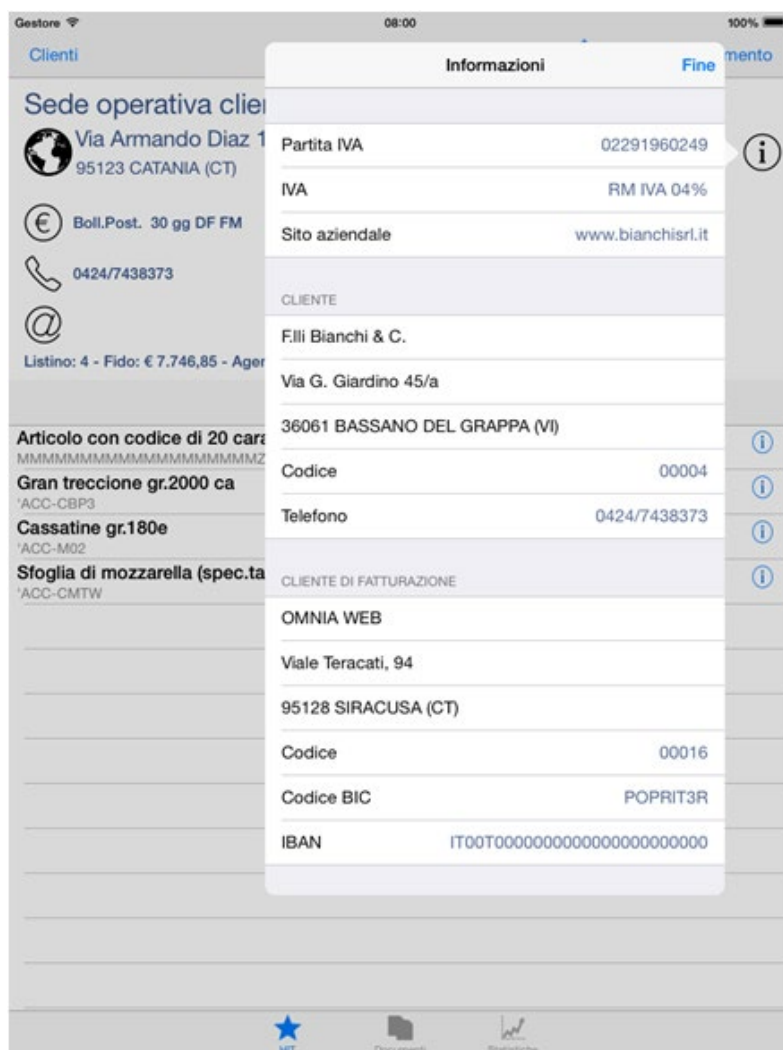 Gestore 08:00 100%
Clienti mento
Informazioni Fine
Sede operativa clie
Via Armando Diaz 1
95123 CATANIA (CT)
€ Boll.Post. 30 gg DF FM
0424/7438373
@
Listino: 4 - Fido: € 7.746,85 - Age
Partita IVA 02291960249
IVA RM IVA 04%
Sito aziendale www.bianchisrl.it
CLIENTE
F.lli Bianchi & C.
Via G. Giardino 45/a
36061 BASSANO DEL GRAPPA (VI)
Codice 00004
Telefono 0424/7438373
CLIENTE DI FATTURAZIONE
OMNIA WEB
Viale Teracati, 94
95128 SIRACUSA (CT)
Codice 00016
Codice BIC POPRIT3R
IBAN IT00T0000000000000000000000
Articolo con codice di 20 cara
MMMMMMMMMMMMMMMMMMMZ
Gran treccione gr.2000 ca
'ACC-CBP3
Cassatine gr.180e
'ACC-M02
Sfoglia di mozzarella (spec.ta
'ACC-CMTW
HIT Documenti Statistiche